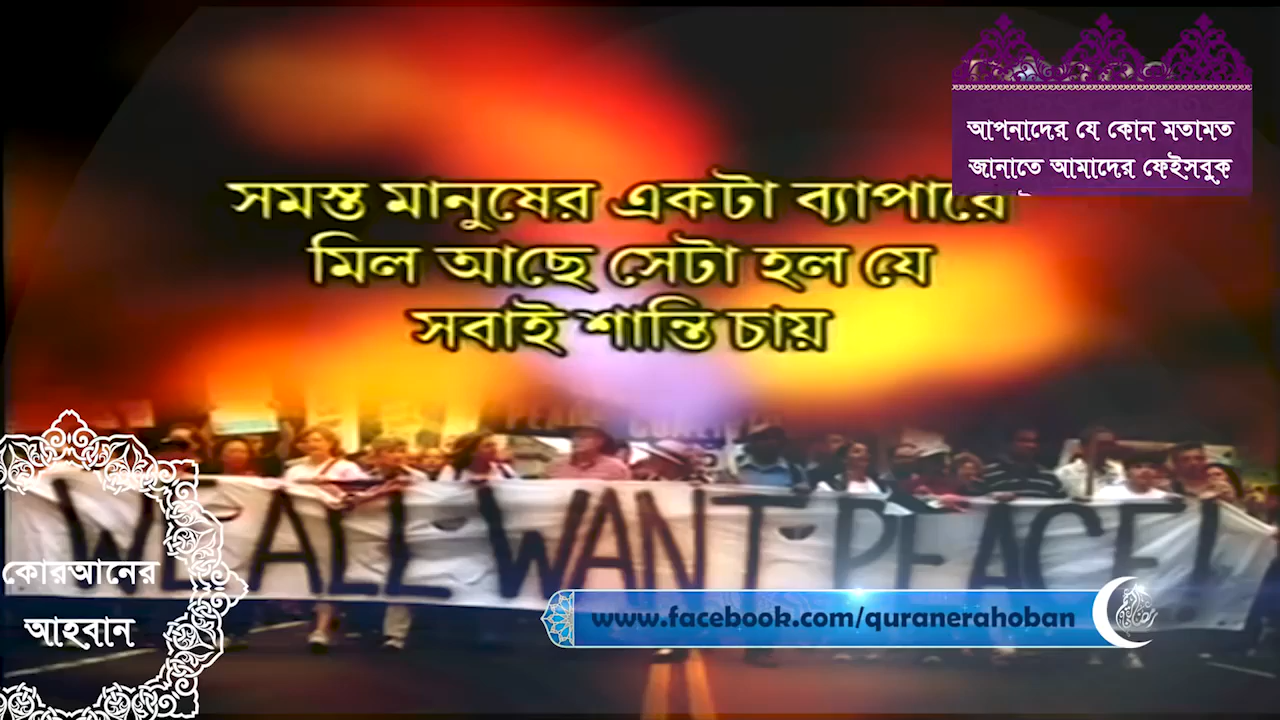 আপনাদের যে কোন মতামত
জানাতে আমাদের ফেইসবুক
সমস্ত মানুষের একটা ব্যাপারে
মিল আছে সেটা হল যে
সবাই শান্তি চায়
WE ALL WANT PEACE!
কোরআনের
আহবান
www.facebook.com/quranerahoban